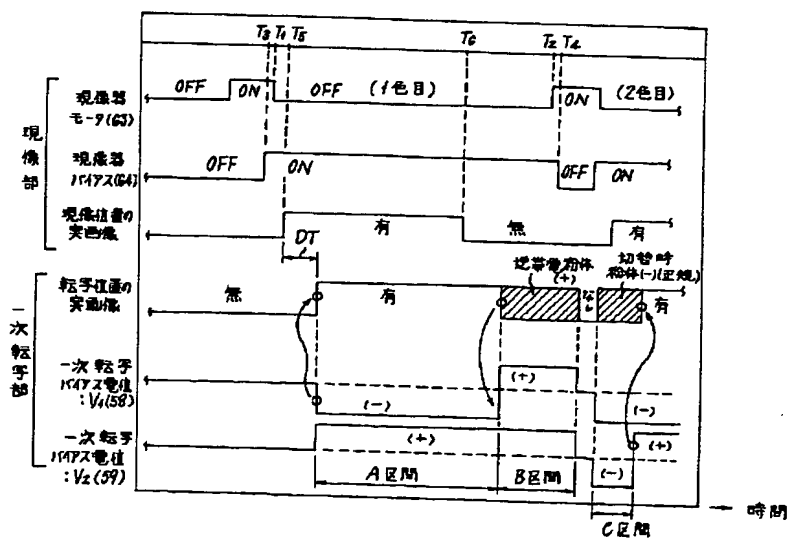 T3 T1 T5 T6 T2 T4
現像部
現像器
モータ(63)
OFF ON OFF (1色目) ON (2色目)
現像器
バイアス(64)
OFF ON OFF ON
現像位置の
実画像
有 無 有
DT
一次転写部
転写位置の
実画像
無 有
逆帯電粉体
(+)
なし
切替時
粉体(-)(正規)
有
一次転写
バイアス電位
:V1(58)
(-) (+) (-)
一次転写
バイアス電位
:V2(59)
(+) (-) (+)
A区間 B区間
C区間
時間